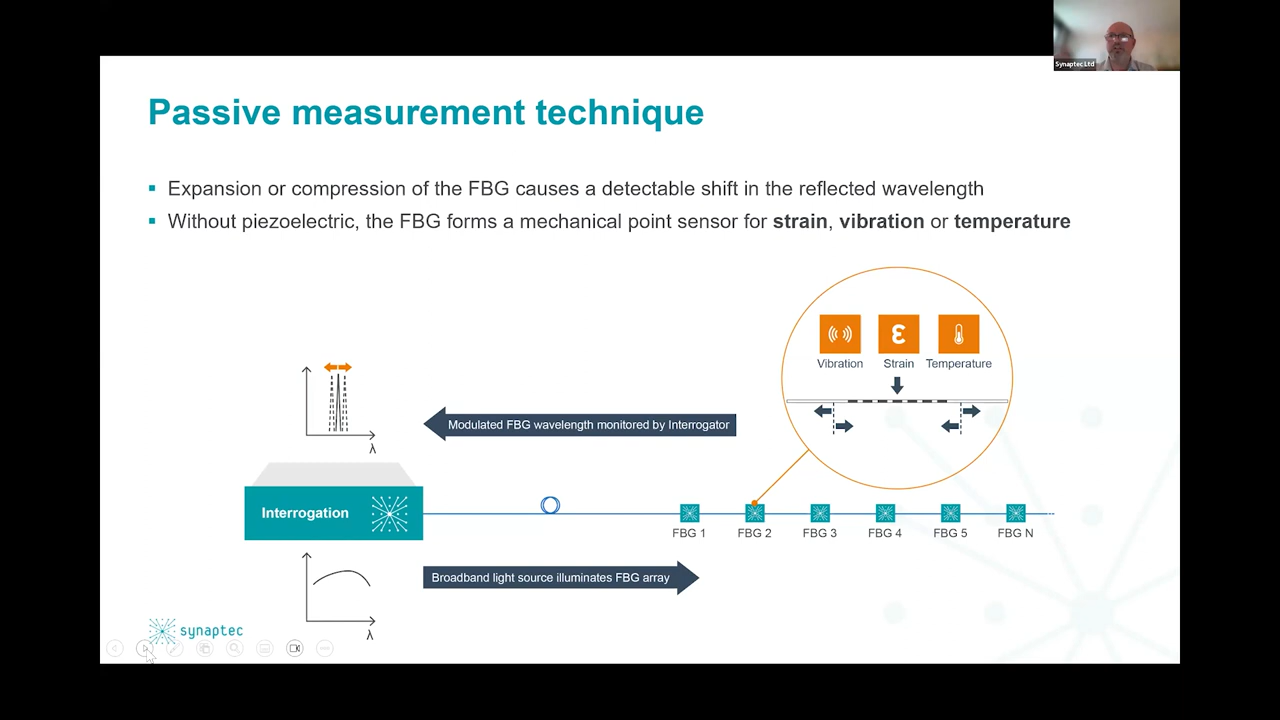 Synaptec Ltd
Passive measurement technique
Expansion or compression of the FBG causes a detectable shift in the reflected wavelength
Without piezoelectric, the FBG forms a mechanical point sensor for strain, vibration or temperature
ε
Vibration Strain Temperature
Modulated FBG wavelength monitored by Interrogator
λ
Interrogation
FBG 1 FBG 2 FBG 3 FBG 4 FBG 5 FBG N
Broadband light source illuminates FBG array
λ
synaptec